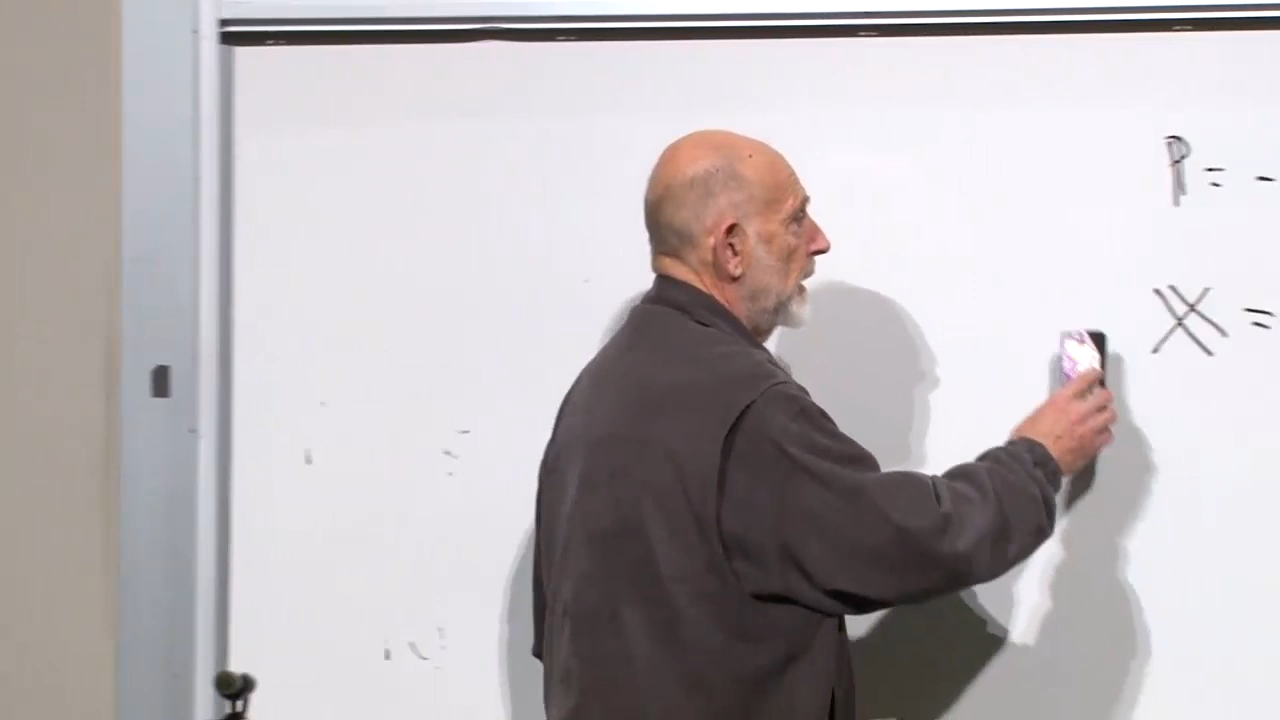 P = -
X =